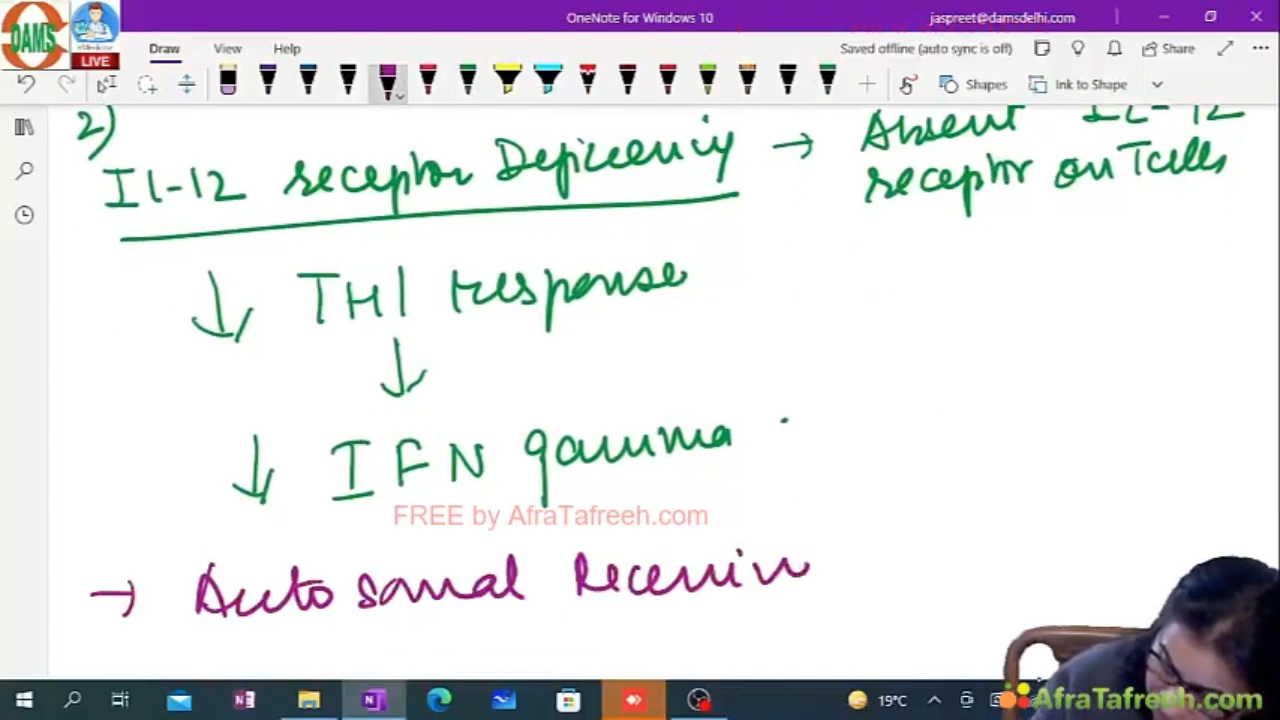 OneNote for Windows 10
jaspreet@damsdelhi.com
DAMS
eMedicoz
LIVE
Draw View Help
Saved offline (auto sync is off)
Share
Shapes
Ink to Shape
2)
IL-12 receptor Deficiency → Absent IL-12
receptor on T cells
↓ TH1 response
↓
↓ IFN gamma
FREE by AfraTafreeh.com
→ Autosomal Recessive
19°C
AfraTafreeh.com